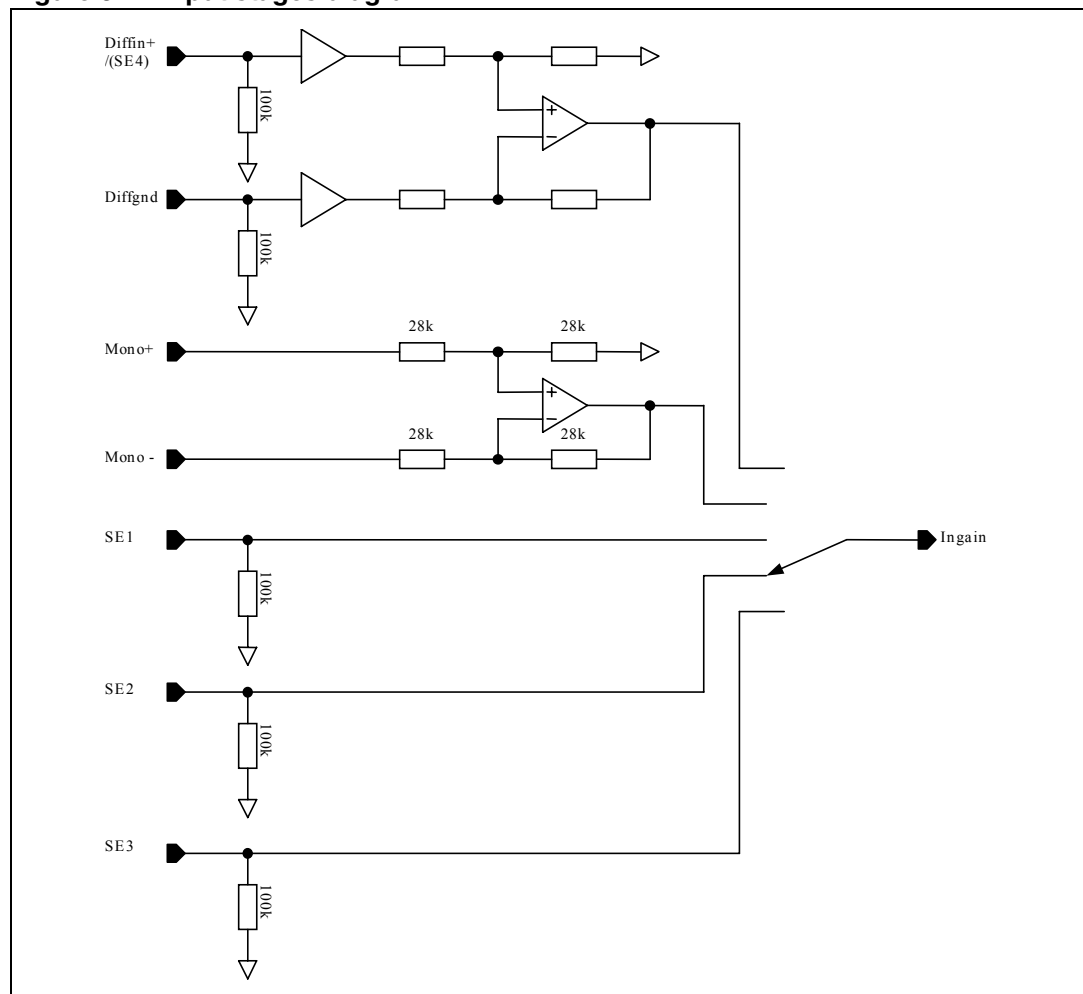 Diffin+
/(SE4)
100k
+
−
Diffgnd
100k
Mono+
28k
28k
+
−
28k
28k
Mono -
SE1
100k
Ingain
SE2
100k
SE3
100k